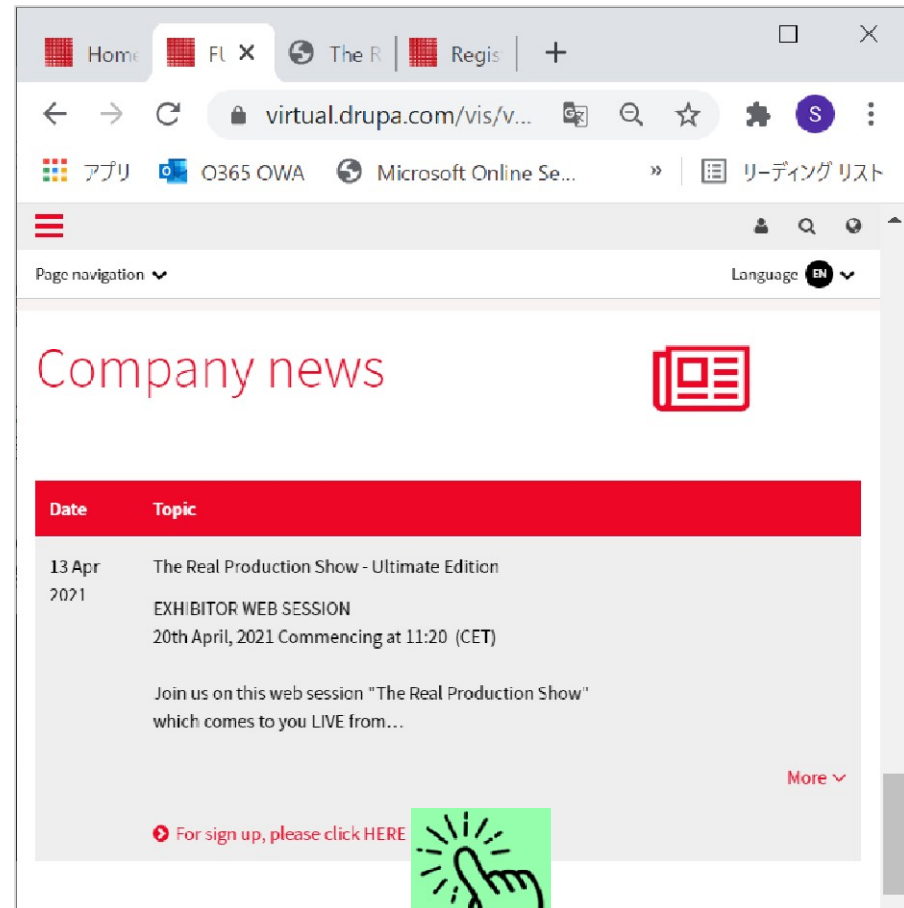 Home
FU
The R
Regis
virtual.drupa.com/vis/v...
S
アプリ
O365 OWA
Microsoft Online Se...
»
リーディング リスト
Page navigation
Language EN
Company news
Date Topic
13 Apr 2021
The Real Production Show - Ultimate Edition
EXHIBITOR WEB SESSION
20th April, 2021 Commencing at 11:20 (CET)
Join us on this web session "The Real Production Show"
which comes to you LIVE from...
More
For sign up, please click HERE